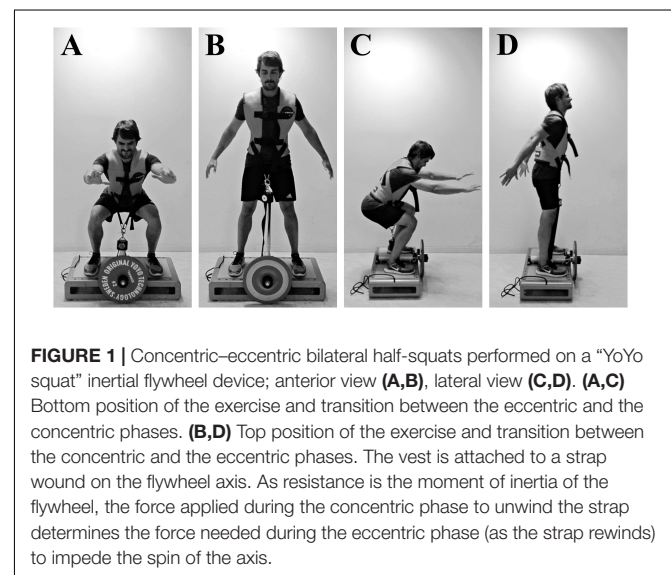 A B C D
ORIGINAL YOYO TECHNOLOGY SWEDEN
FIGURE 1 | Concentric–eccentric bilateral half-squats performed on a “YoYo
squat” inertial flywheel device; anterior view (A,B), lateral view (C,D). (A,C)
Bottom position of the exercise and transition between the eccentric and the
concentric phases. (B,D) Top position of the exercise and transition between
the concentric and the eccentric phases. The vest is attached to a strap
wound on the flywheel axis. As resistance is the moment of inertia of the
flywheel, the force applied during the concentric phase to unwind the strap
determines the force needed during the eccentric phase (as the strap rewinds)
to impede the spin of the axis.